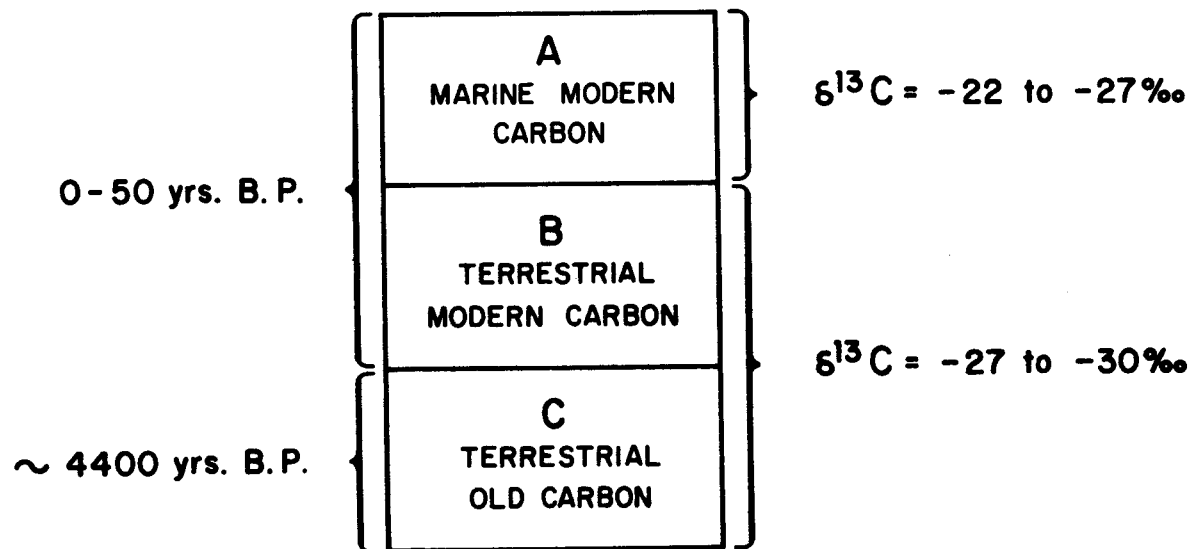 A
MARINE MODERN
CARBON
δ¹³C = -22 to -27‰
0-50 yrs. B.P.
B
TERRESTRIAL
MODERN CARBON
δ¹³C = -27 to -30‰
C
TERRESTRIAL
OLD CARBON
~ 4400 yrs. B.P.